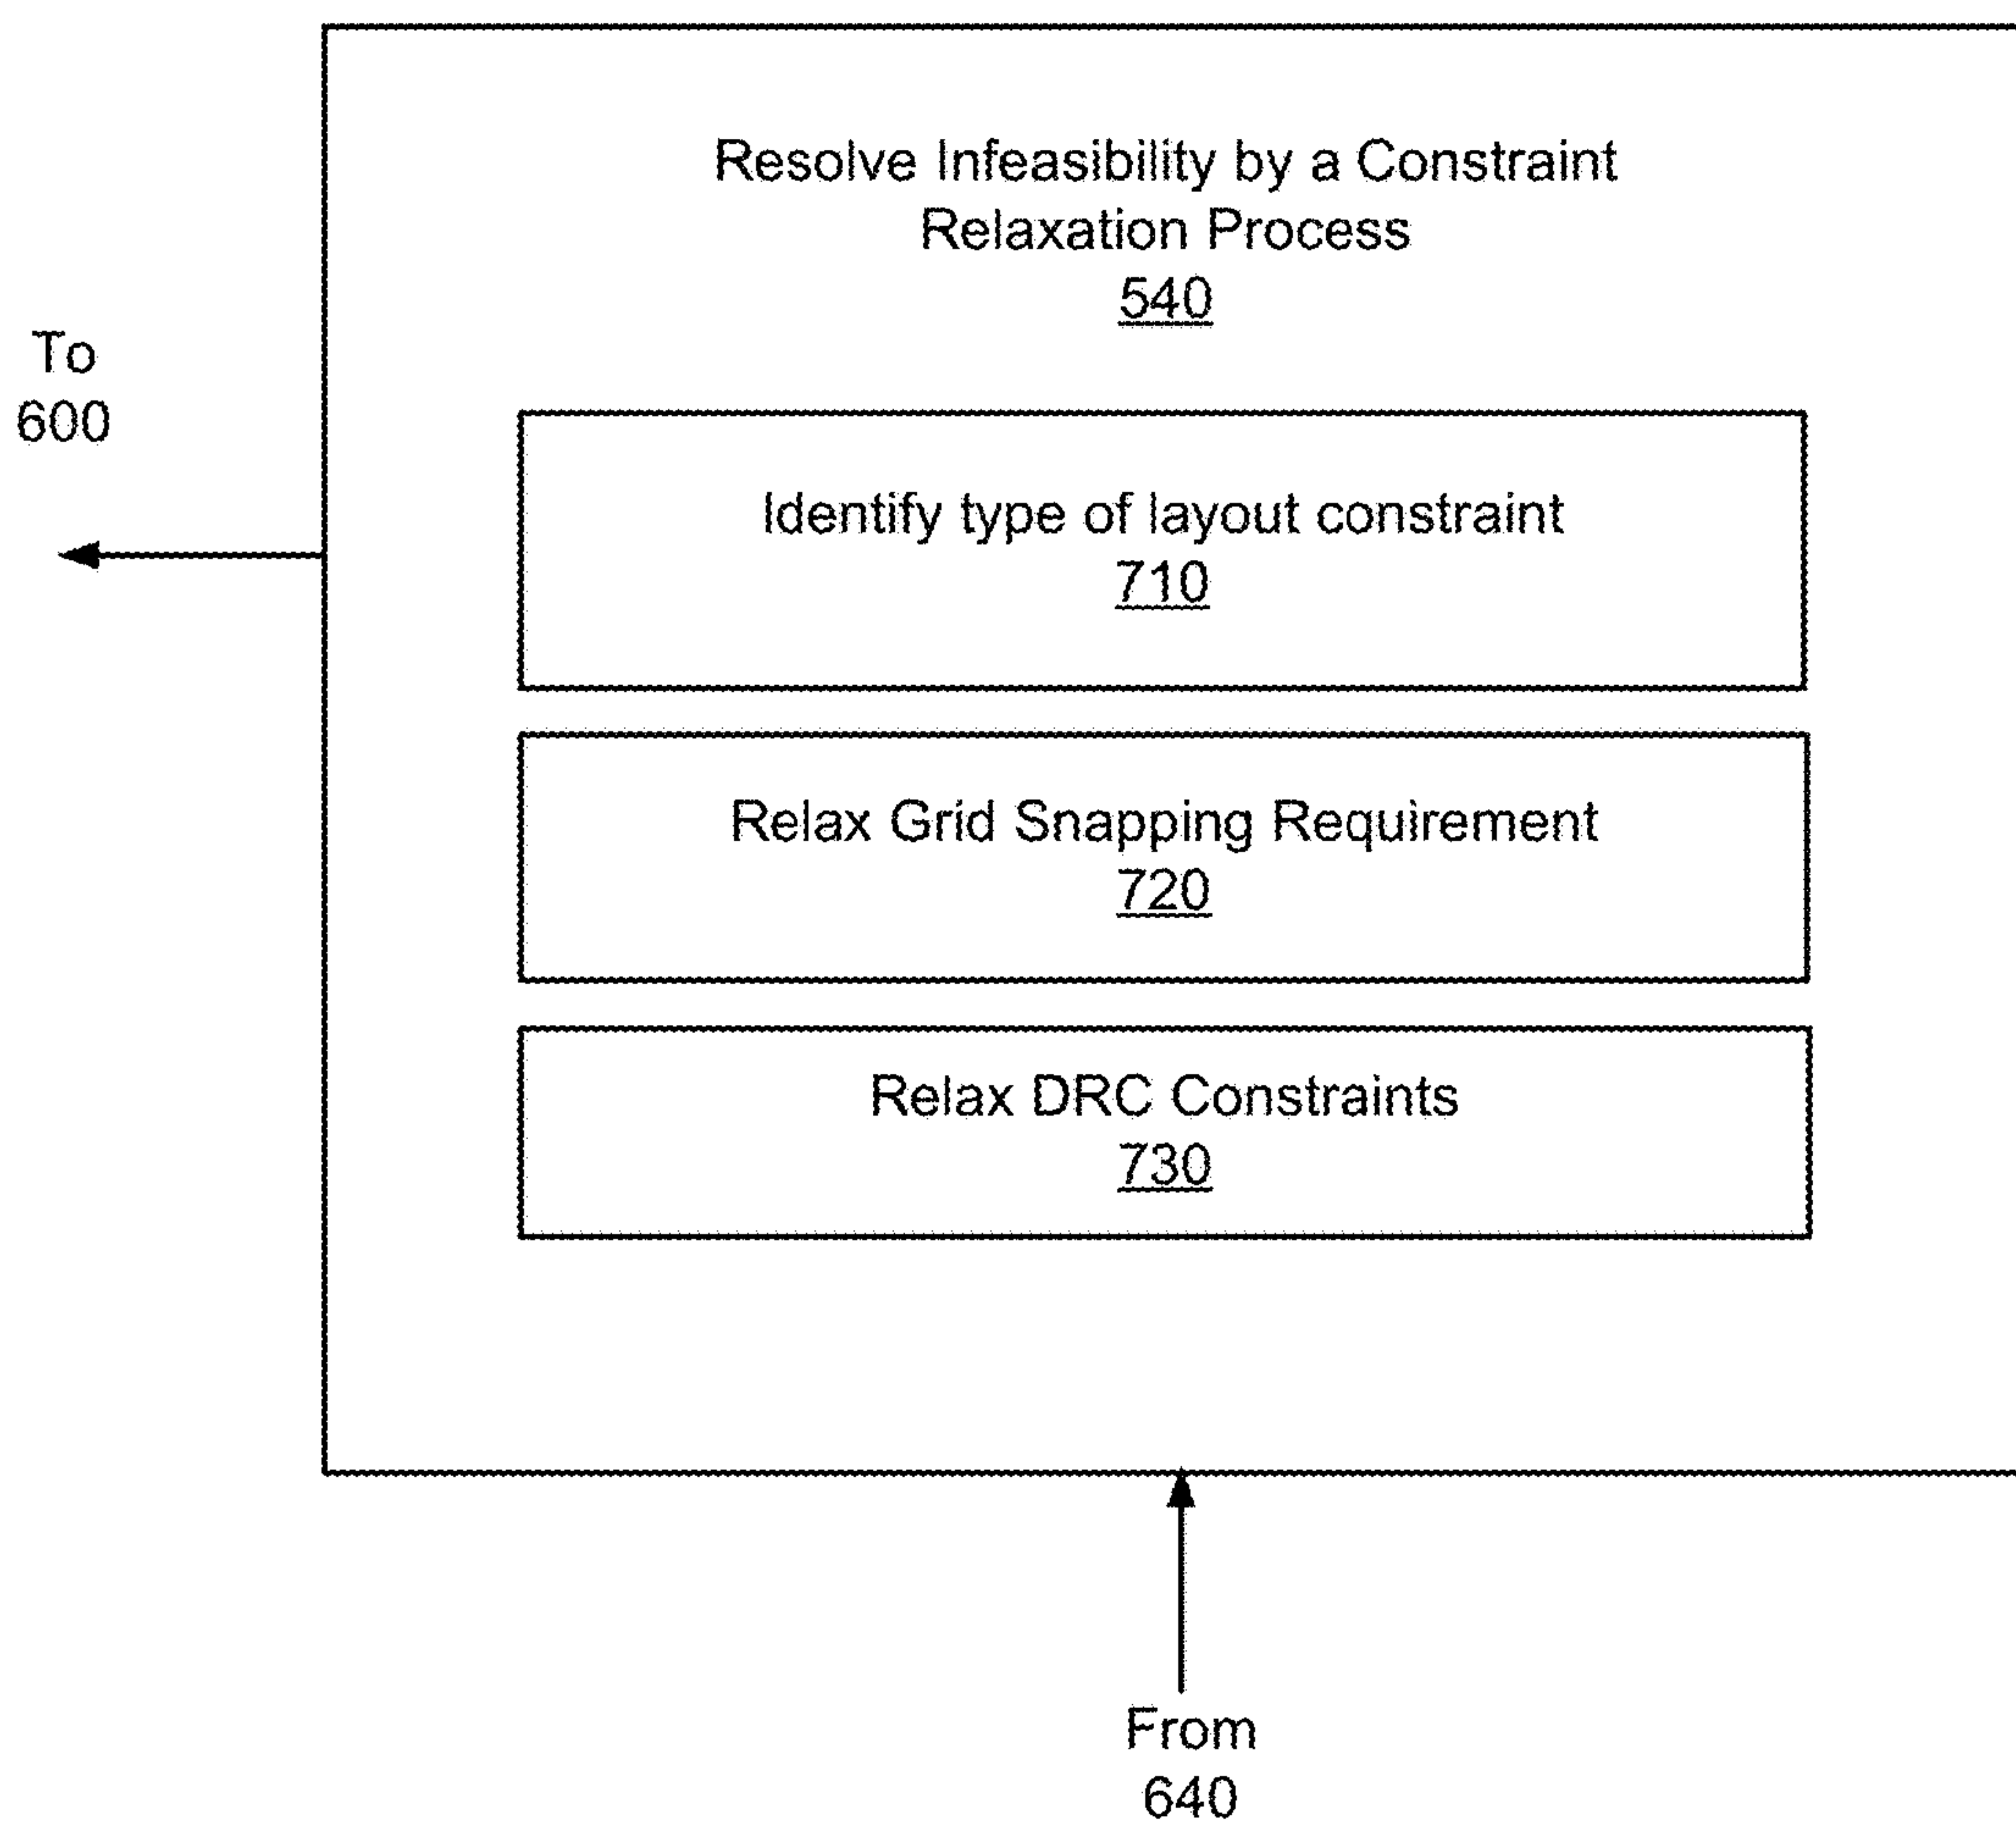 Resolve Infeasibility by a Constraint
Relaxation Process
540
To
600
Identify type of layout constraint
710
Relax Grid Snapping Requirement
720
Relax DRC Constraints
730
From
640